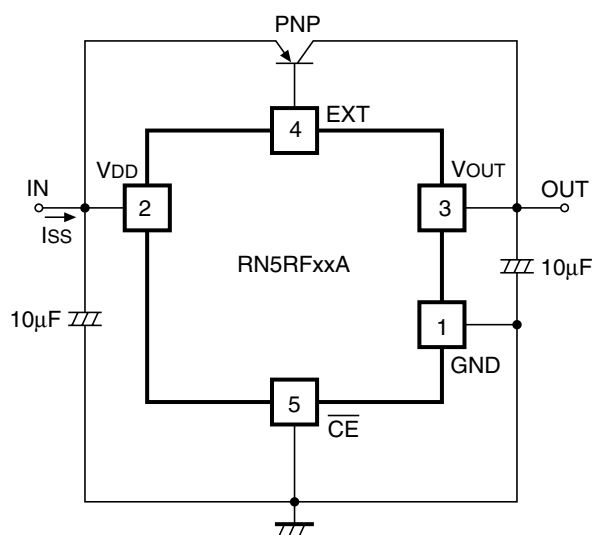 PNP
4
EXT
VDD
VOUT
IN
OUT
2
3
ISS
RN5RFxxA
10μF
10μF
1
GND
5
CE